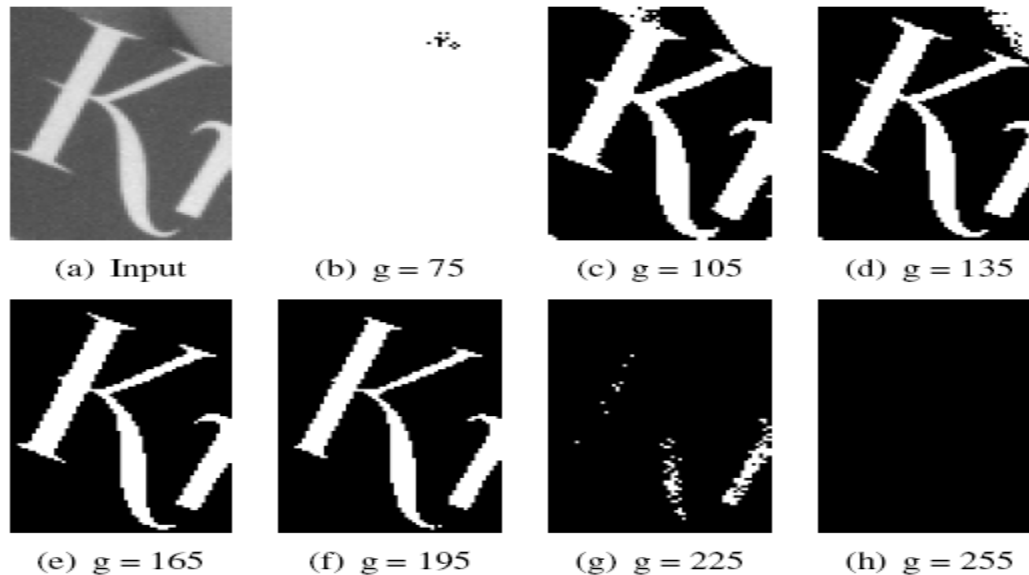 K
(a) Input
(b) g = 75
(c) g = 105
(d) g = 135
(e) g = 165
(f) g = 195
(g) g = 225
(h) g = 255